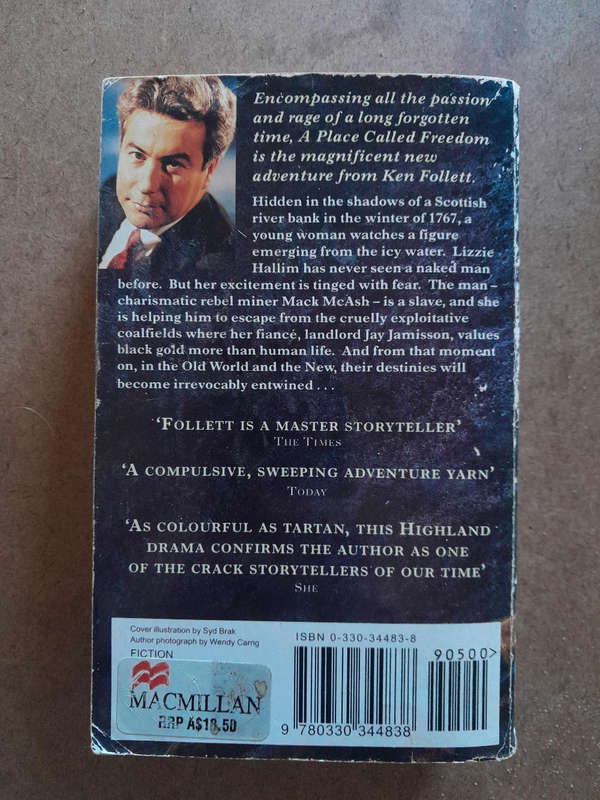 Encompassing all the passion
and rage of a long forgotten
time, A Place Called Freedom
is the magnificent new
adventure from Ken Follett.
Hidden in the shadows of a Scottish
river bank in the winter of 1767, a
young woman watches a figure
emerging from the icy water. Lizzie
Hallim has never seen a naked man
before. But her excitement is tinged with fear. The man –
charismatic rebel miner Mack McAsh – is a slave, and she
is helping him to escape from the cruelly exploitative
coalfields where her fiancé, landlord Jay Jamisson, values
black gold more than human life. And from that moment
on, in the Old World and the New, their destinies will
become irrevocably entwined . . .
‘FOLLETT IS A MASTER STORYTELLER’
THE TIMES
‘A COMPULSIVE, SWEEPING ADVENTURE YARN’
TODAY
‘AS COLOURFUL AS TARTAN, THIS HIGHLAND
DRAMA CONFIRMS THE AUTHOR AS ONE
OF THE CRACK STORYTELLERS OF OUR TIME’
SHE
Cover illustration by Syd Brak
Author photograph by Wendy Carrig
FICTION
MACMILLAN
RRP A$18.50
ISBN 0-330-34483-8
90500>
9 780330 344838